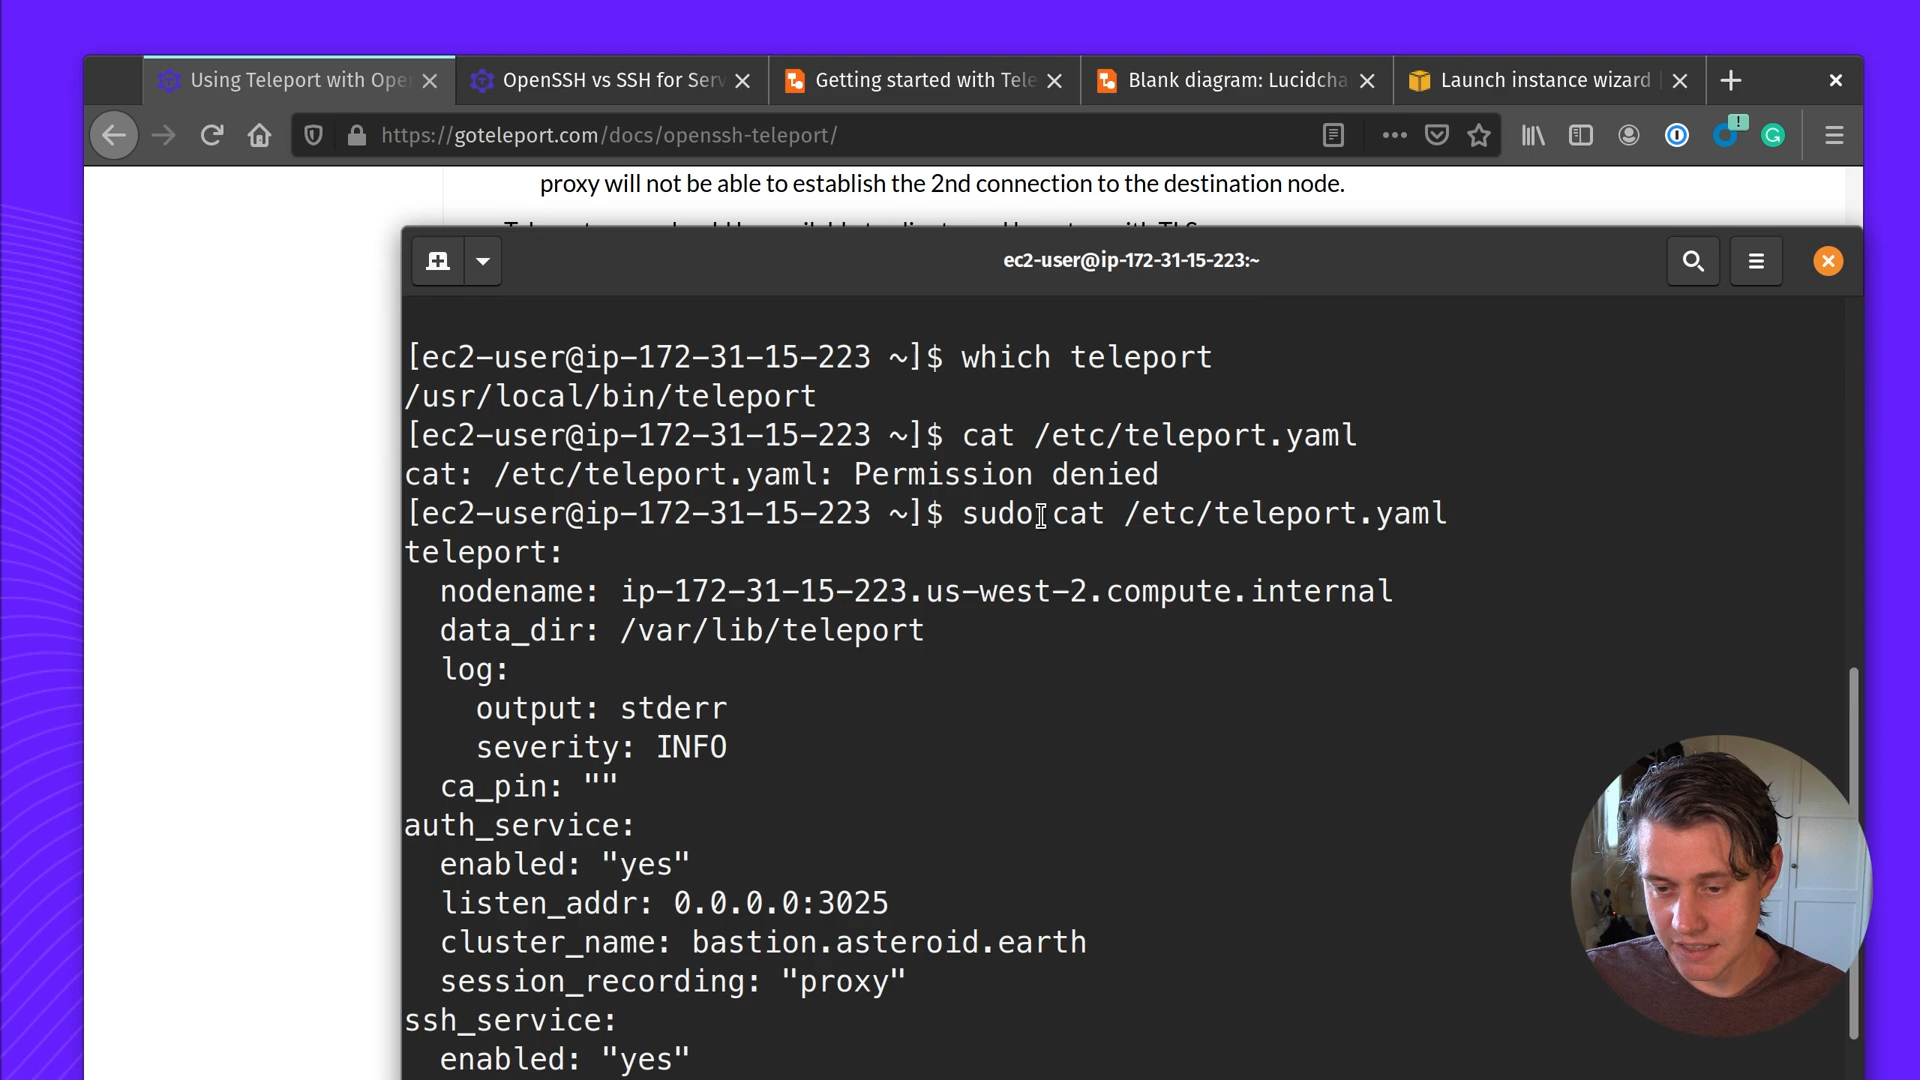 Using Teleport with Ope
OpenSSH vs SSH for Serv
Getting started with Tele
Blank diagram: Lucidcha
Launch instance wizard
https://goteleport.com/docs/openssh-teleport/
proxy will not be able to establish the 2nd connection to the destination node.
ec2-user@ip-172-31-15-223:~
[ec2-user@ip-172-31-15-223 ~]$ which teleport
/usr/local/bin/teleport
[ec2-user@ip-172-31-15-223 ~]$ cat /etc/teleport.yaml
cat: /etc/teleport.yaml: Permission denied
[ec2-user@ip-172-31-15-223 ~]$ sudo cat /etc/teleport.yaml
teleport:
  nodename: ip-172-31-15-223.us-west-2.compute.internal
  data_dir: /var/lib/teleport
  log:
    output: stderr
    severity: INFO
  ca_pin: ""
auth_service:
  enabled: "yes"
  listen_addr: 0.0.0.0:3025
  cluster_name: bastion.asteroid.earth
  session_recording: "proxy"
ssh_service:
  enabled: "yes"